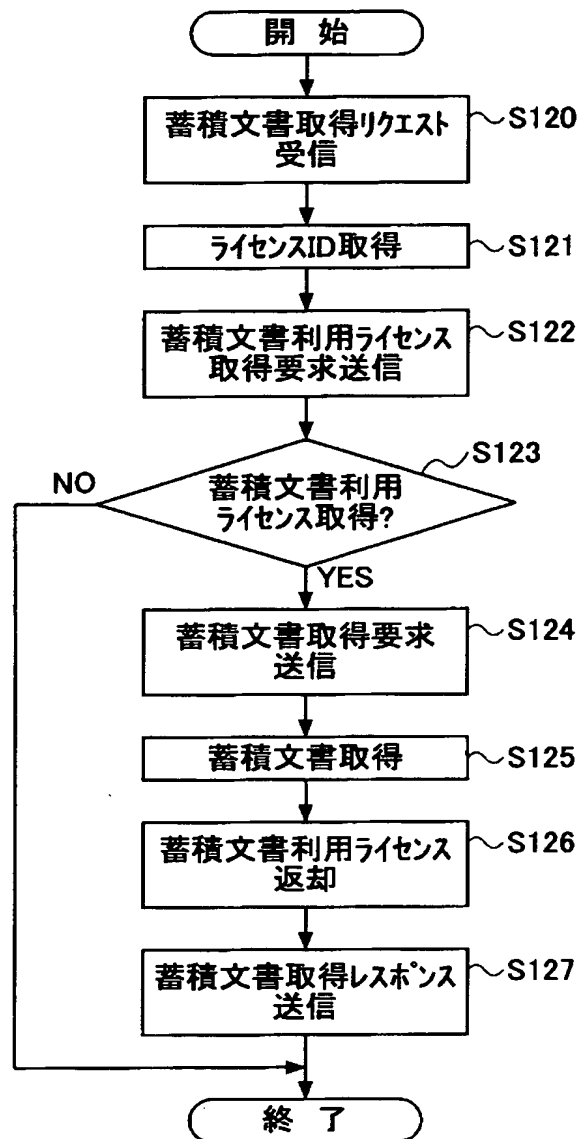 開 始
蓄積文書取得リクエスト
受信
S120
ライセンスID取得
S121
蓄積文書利用ライセンス
取得要求送信
S122
S123
NO
蓄積文書利用
ライセンス取得?
YES
蓄積文書取得要求
送信
S124
蓄積文書取得
S125
蓄積文書利用ライセンス
返却
S126
蓄積文書取得レスポンス
送信
S127
終 了